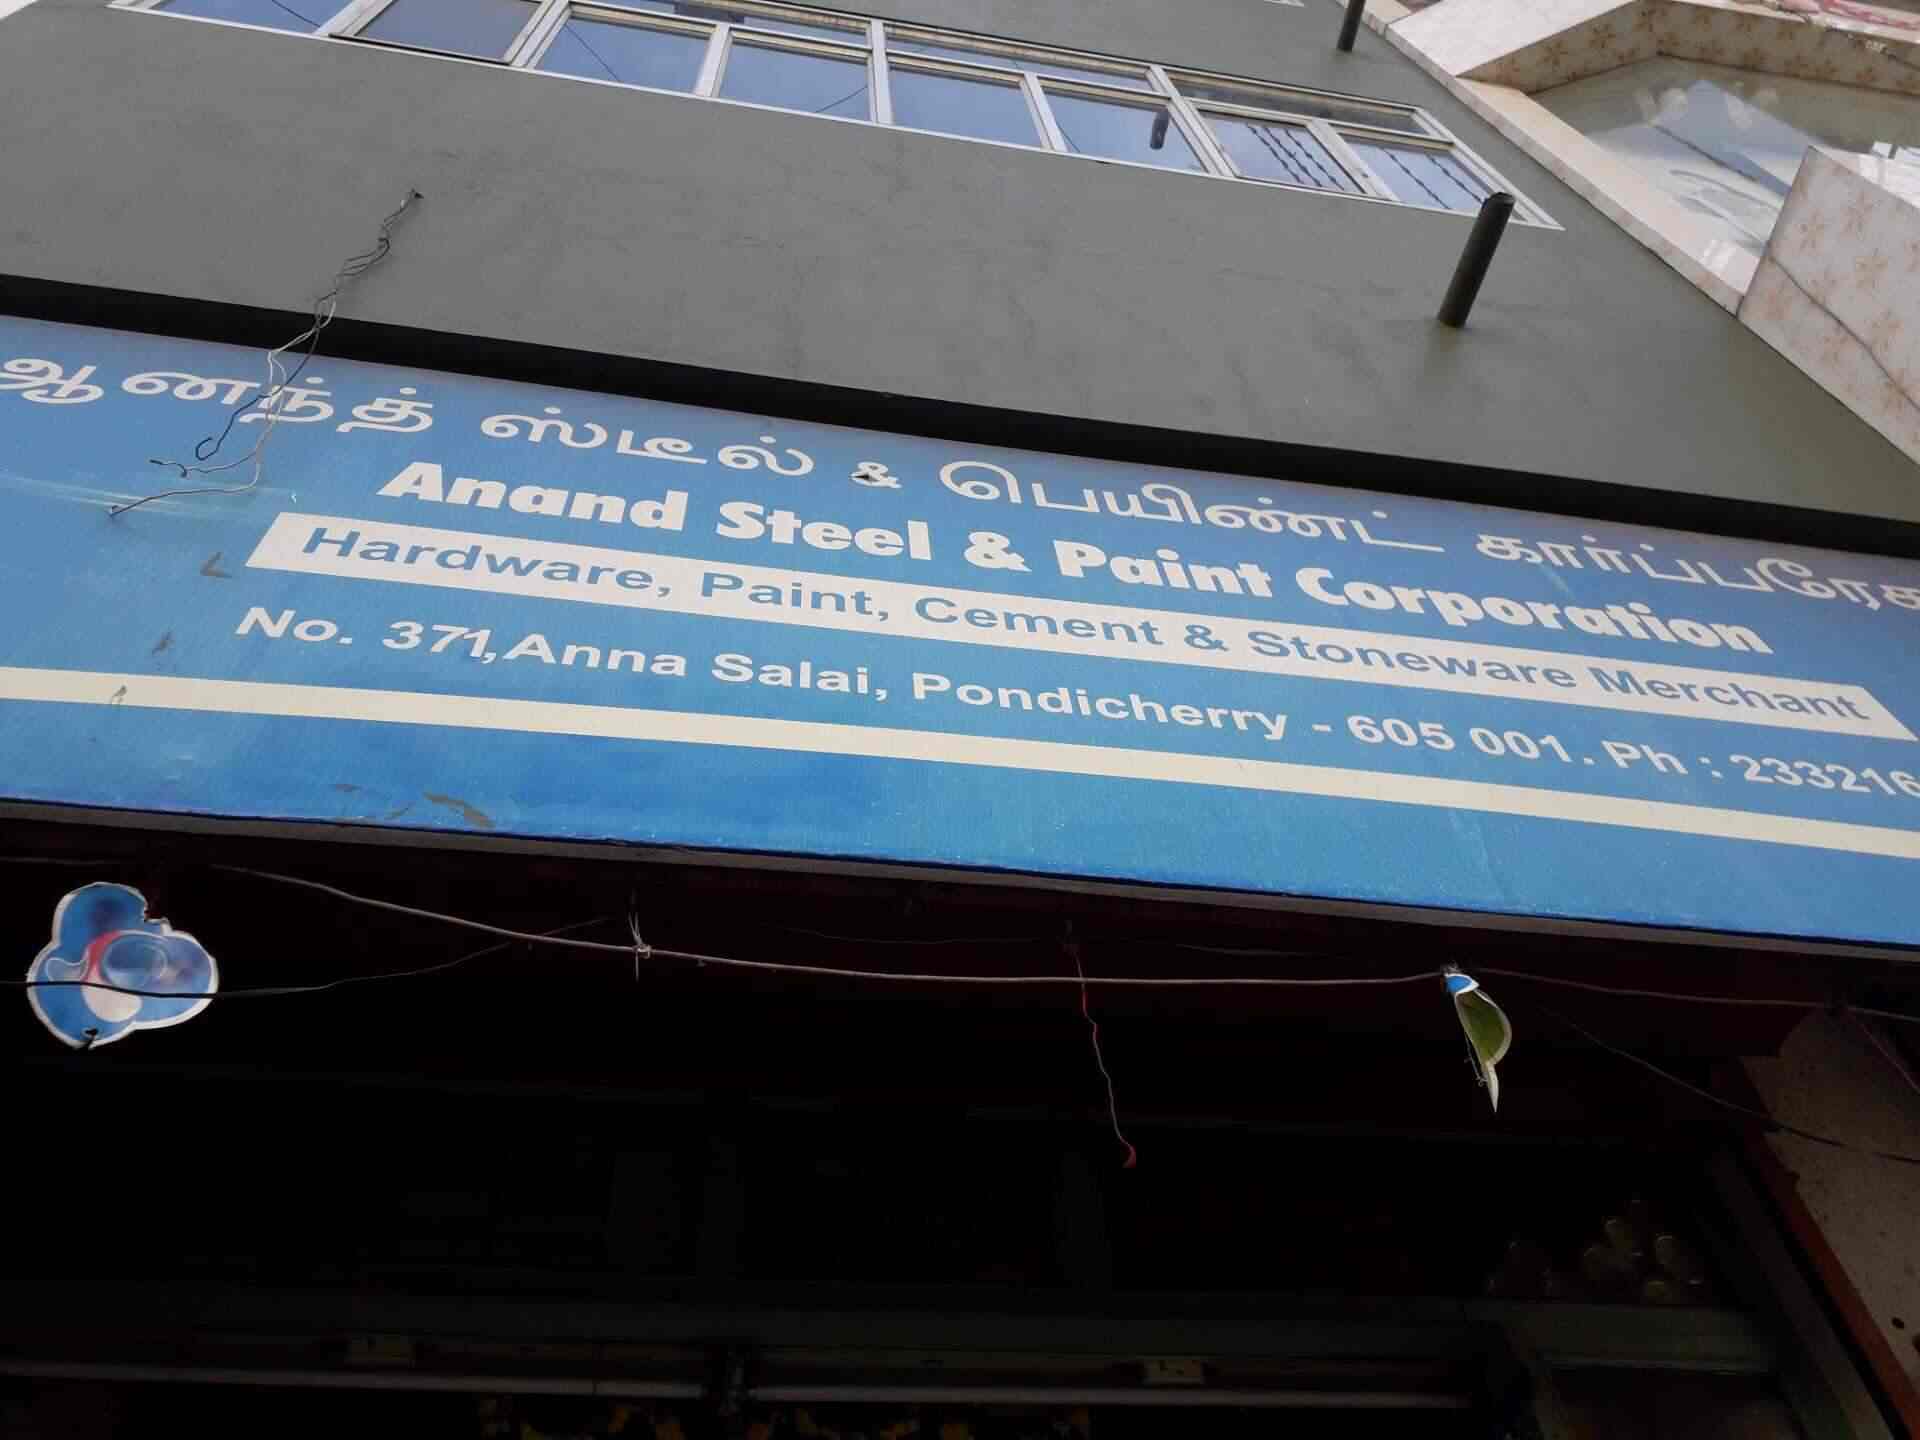 ஆனந்த் ஸ்டீல் & பெயிண்ட் கார்ப்பரேச
Anand Steel & Paint Corporation
Hardware, Paint, Cement & Stoneware Merchant
No. 371, Anna Salai, Pondicherry - 605 001. Ph : 233216